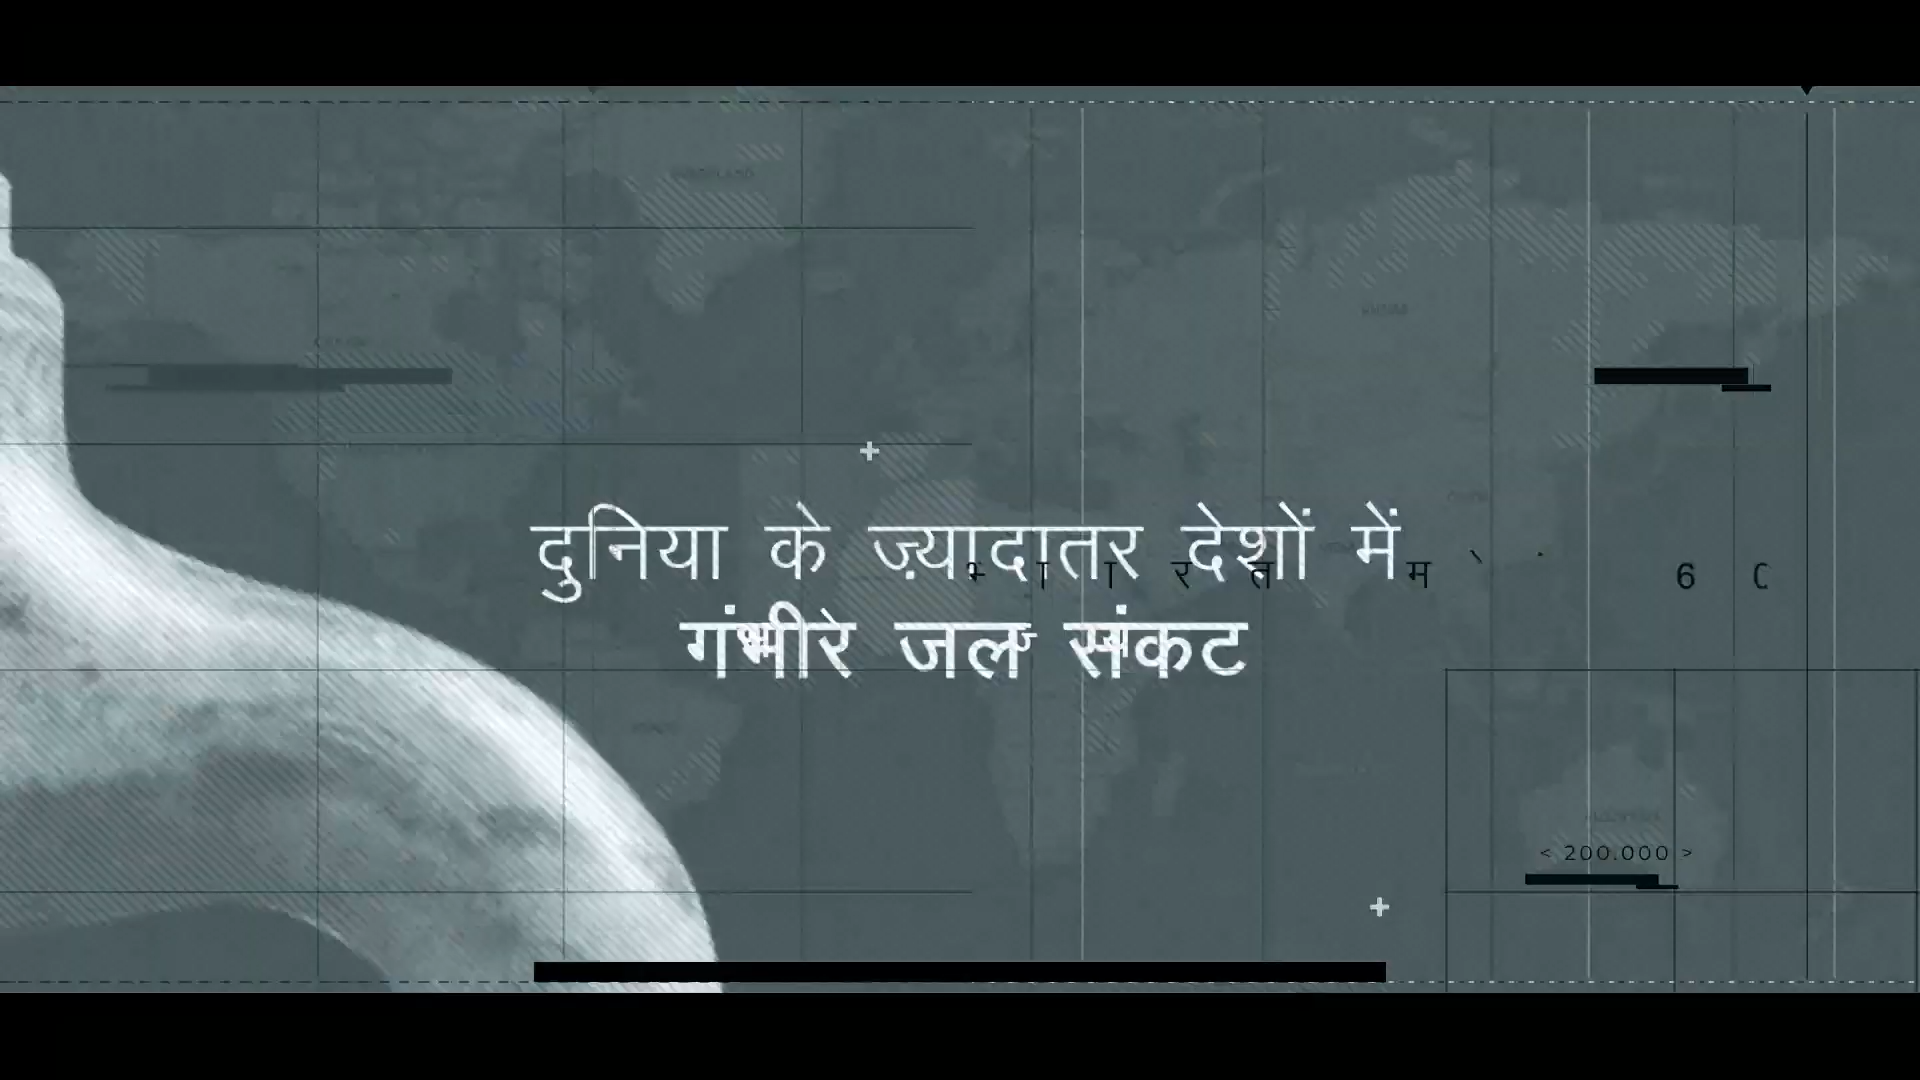 दुनिया के ज़्यादातर देशों में
गंभीर जल संकट
< 200.000 >